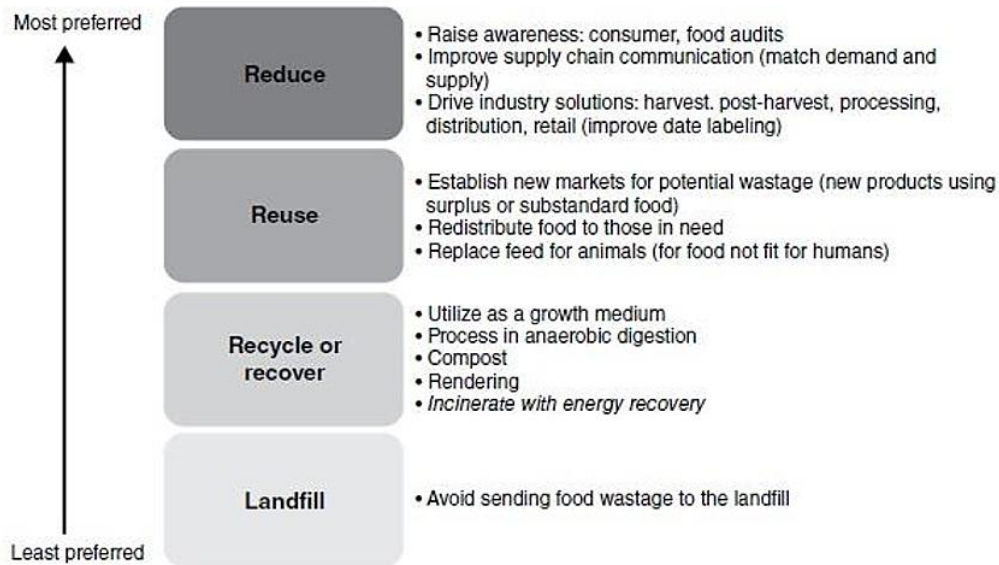 Most preferred
Reduce
• Raise awareness: consumer, food audits
• Improve supply chain communication (match demand and
supply)
• Drive industry solutions: harvest. post-harvest, processing,
distribution, retail (improve date labeling)
Reuse
• Establish new markets for potential wastage (new products using
surplus or substandard food)
• Redistribute food to those in need
• Replace feed for animals (for food not fit for humans)
Recycle or
recover
• Utilize as a growth medium
• Process in anaerobic digestion
• Compost
• Rendering
• Incinerate with energy recovery
Landfill
• Avoid sending food wastage to the landfill
Least preferred